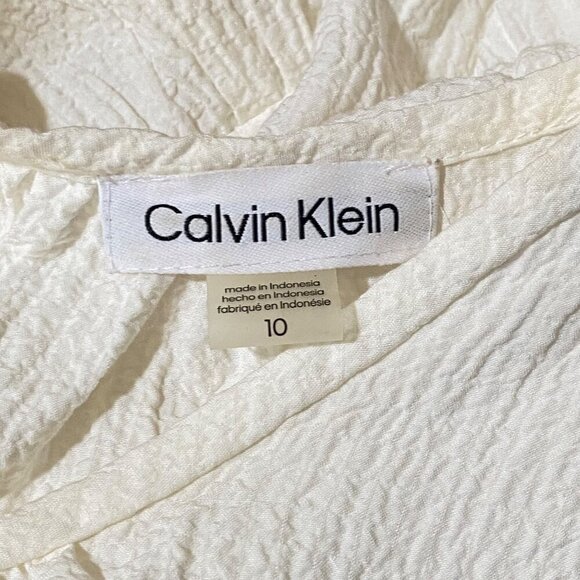 Calvin Klein
made in Indonesia
hecho en Indonesia
fabriqué en Indonésie
10